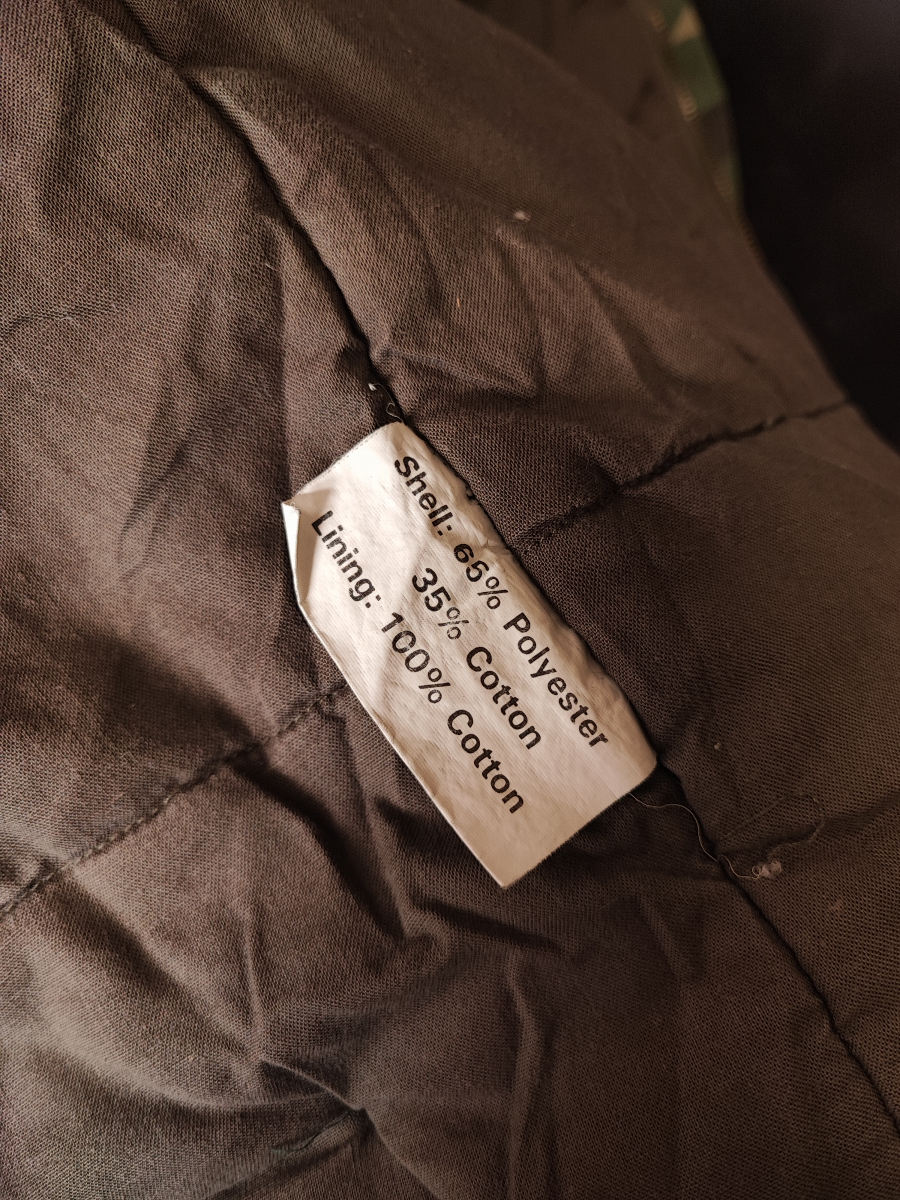 Shell: 65% Polyester
35% Cotton
Lining: 100% Cotton